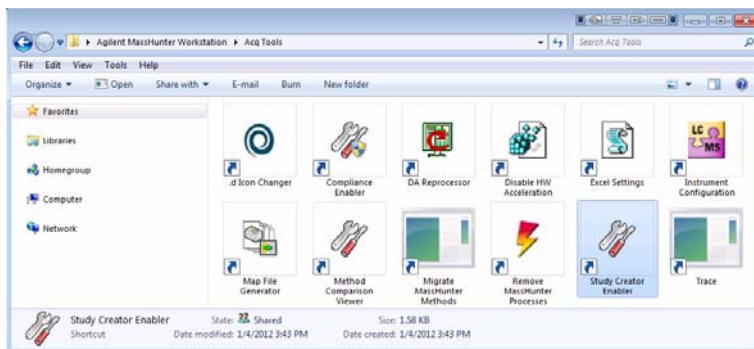 Agilent MassHunter Workstation Acq Tools
Search Acq Tools
File Edit View Tools Help
Organize Open Share with E-mail Burn New folder
Favorites
Libraries
Homegroup
Computer
Network
.d Icon Changer
Compliance Enabler
DA Reprocessor
Disable HW Acceleration
Excel Settings
LC MS
Instrument Configuration
Map File Generator
Method Comparison Viewer
Migrate MassHunter Methods
Remove MassHunter Processes
Study Creator Enabler
Trace
Study Creator Enabler State: Shared Size: 1.58 KB
Shortcut Date modified: 1/4/2012 3:43 PM Date created: 1/4/2012 3:43 PM